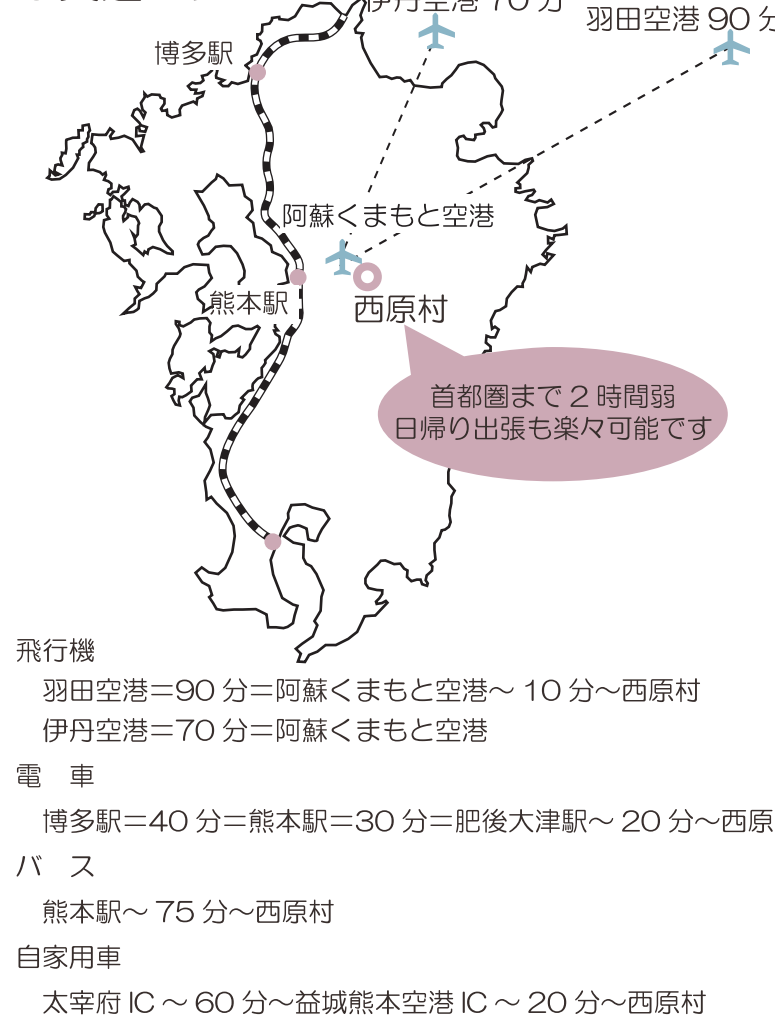 伊丹空港 70 分
羽田空港 90 分
博多駅
阿蘇くまもと空港
熊本駅
西原村
首都圏まで 2 時間弱
日帰り出張も楽々可能です
飛行機
羽田空港＝90 分＝阿蘇くまもと空港～ 10 分～西原村
伊丹空港＝70 分＝阿蘇くまもと空港
電　車
博多駅＝40 分＝熊本駅＝30 分＝肥後大津駅～ 20 分～西原
バ　ス
熊本駅～ 75 分～西原村
自家用車
太宰府 IC ～ 60 分～益城熊本空港 IC ～ 20 分～西原村